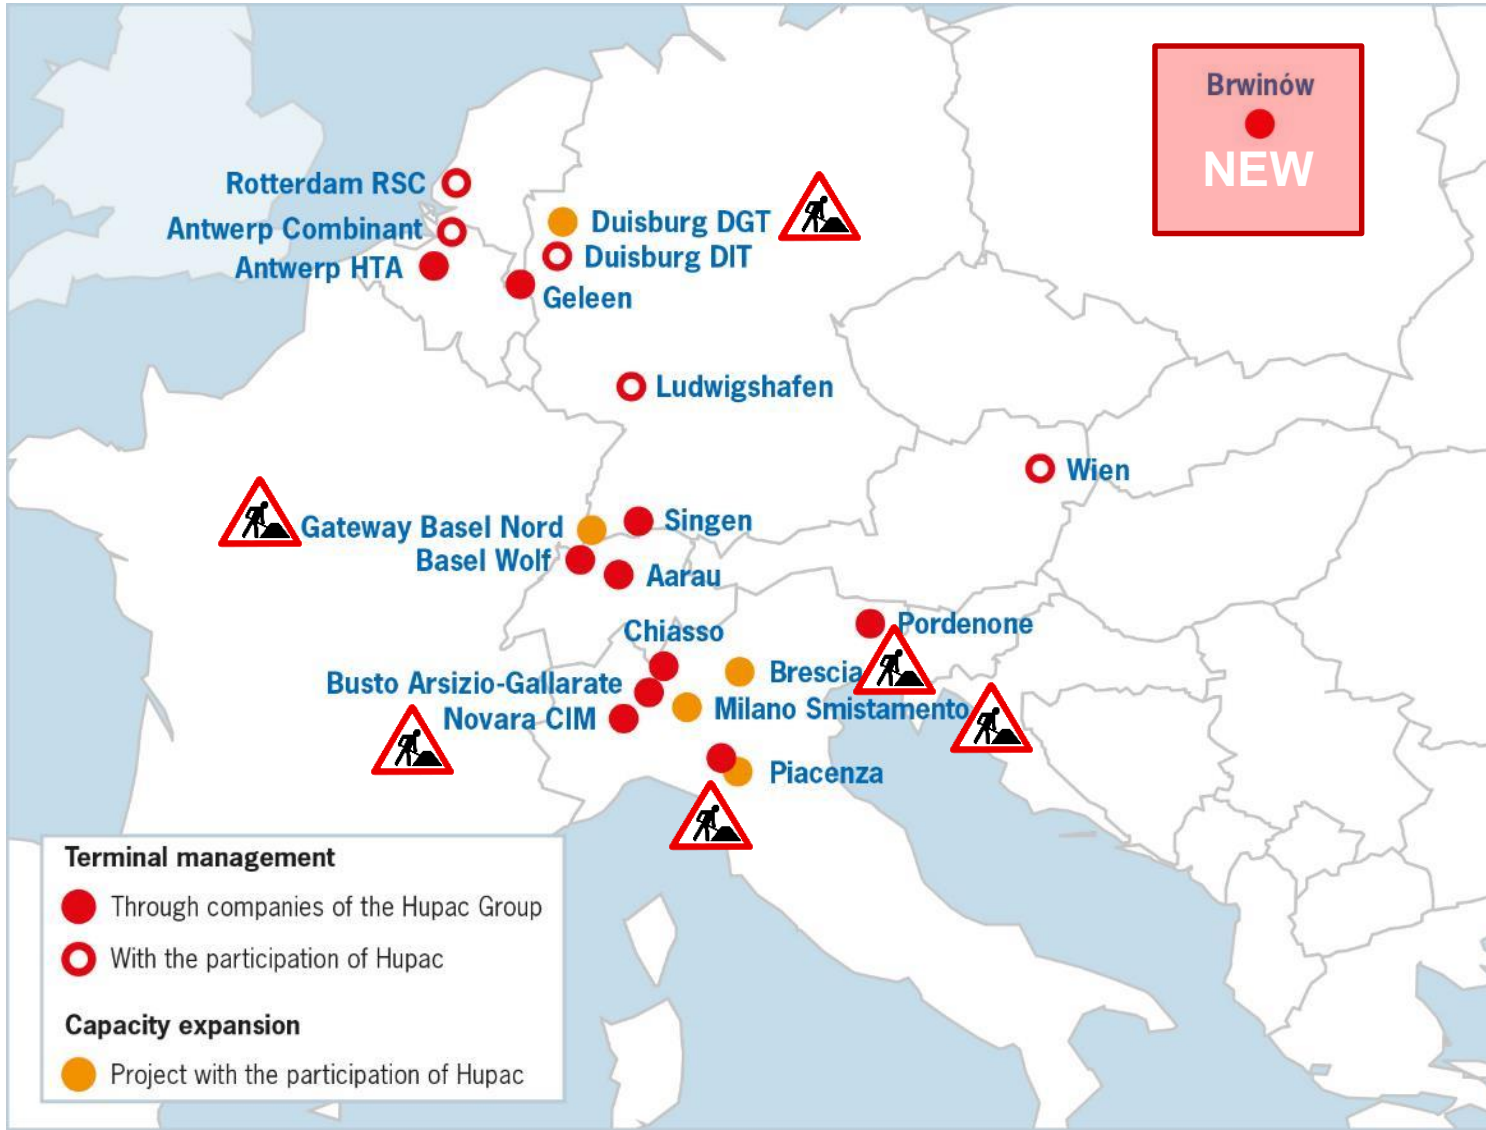 Brwinów
NEW
Rotterdam RSC
Antwerp Combinant
Antwerp HTA
Duisburg DGT
Duisburg DIT
Geleen
Ludwigshafen
Wien
Gateway Basel Nord
Singen
Basel Wolf
Aarau
Chiasso
Pordenone
Brescia
Busto Arsizio-Gallarate
Milano Smistamento
Novara CIM
Piacenza
Terminal management
Through companies of the Hupac Group
With the participation of Hupac
Capacity expansion
Project with the participation of Hupac